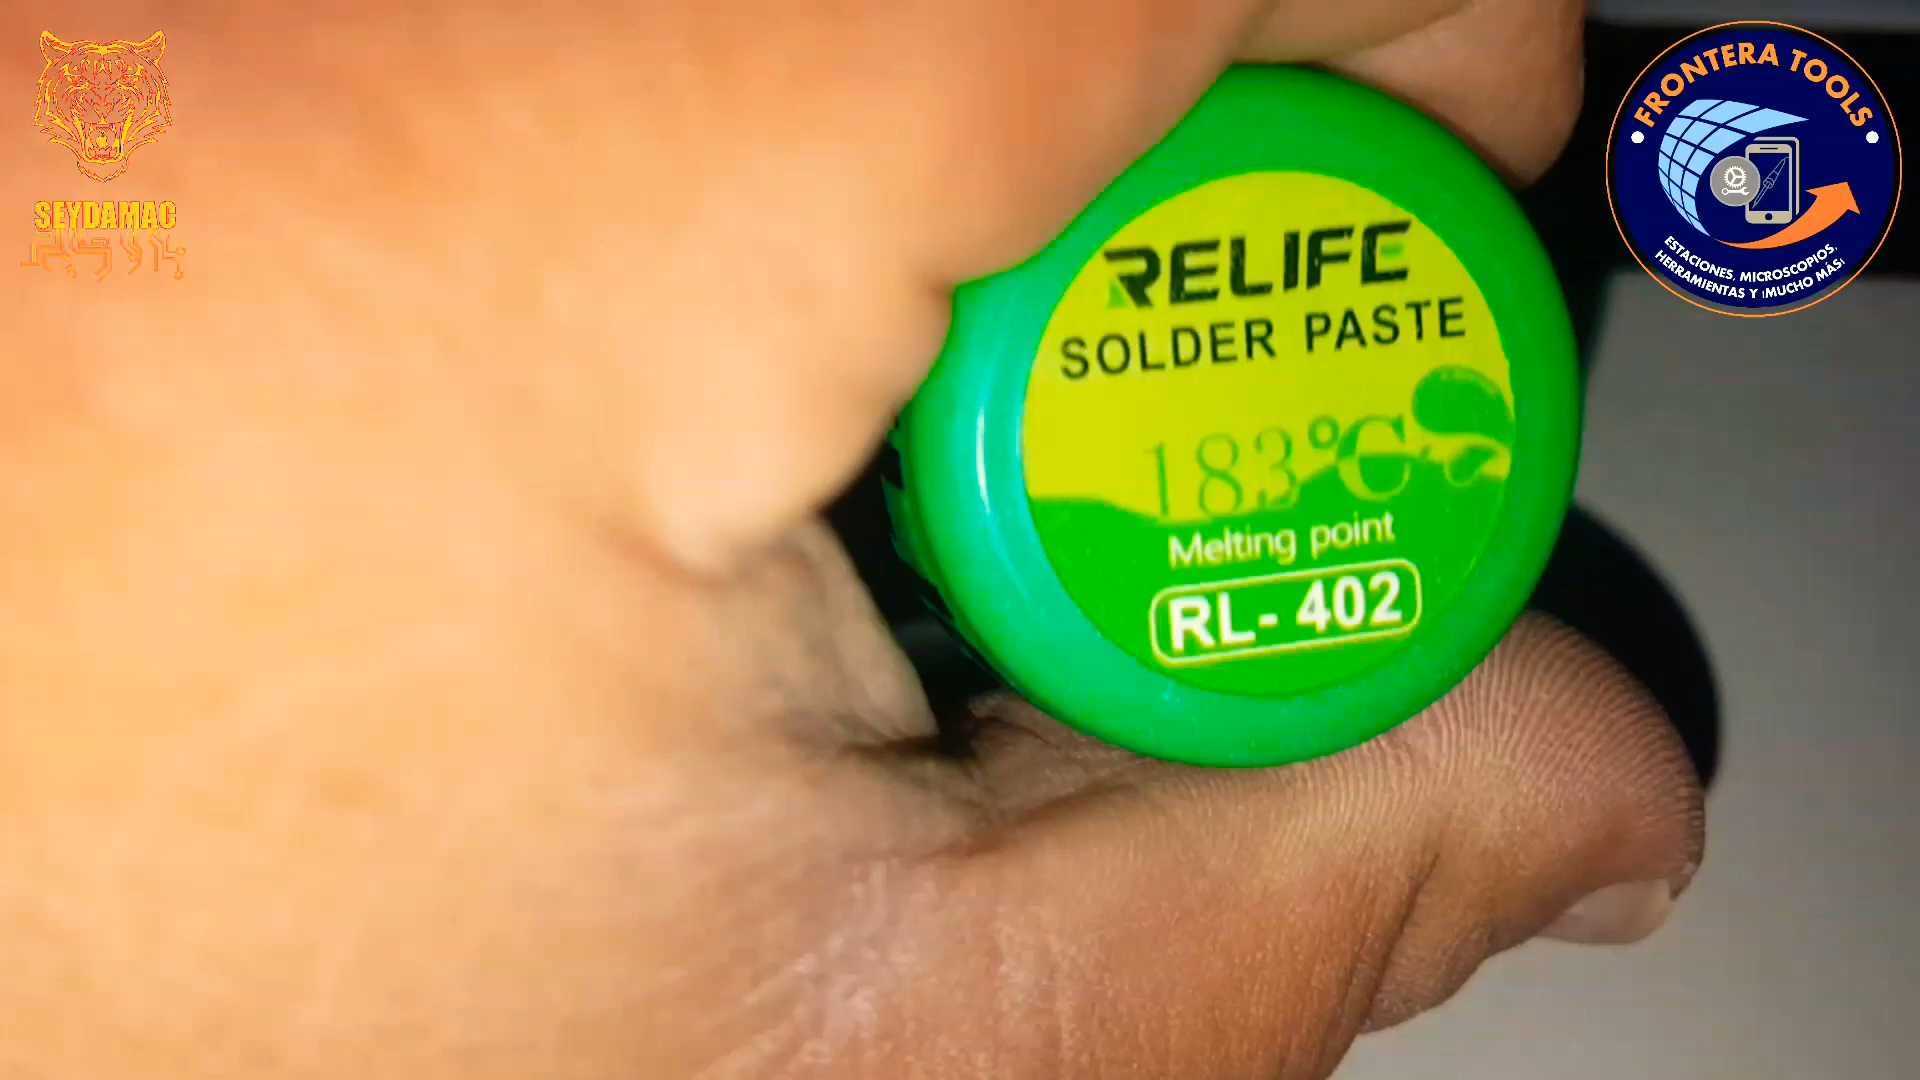 SEYDAMAC
FRONTERA TOOLS
ESTACIONES, MICROSCOPIOS,
HERRAMIENTAS Y ¡MUCHO MÁS!
RELIFE
SOLDER PASTE
183°C
Melting point
RL- 402